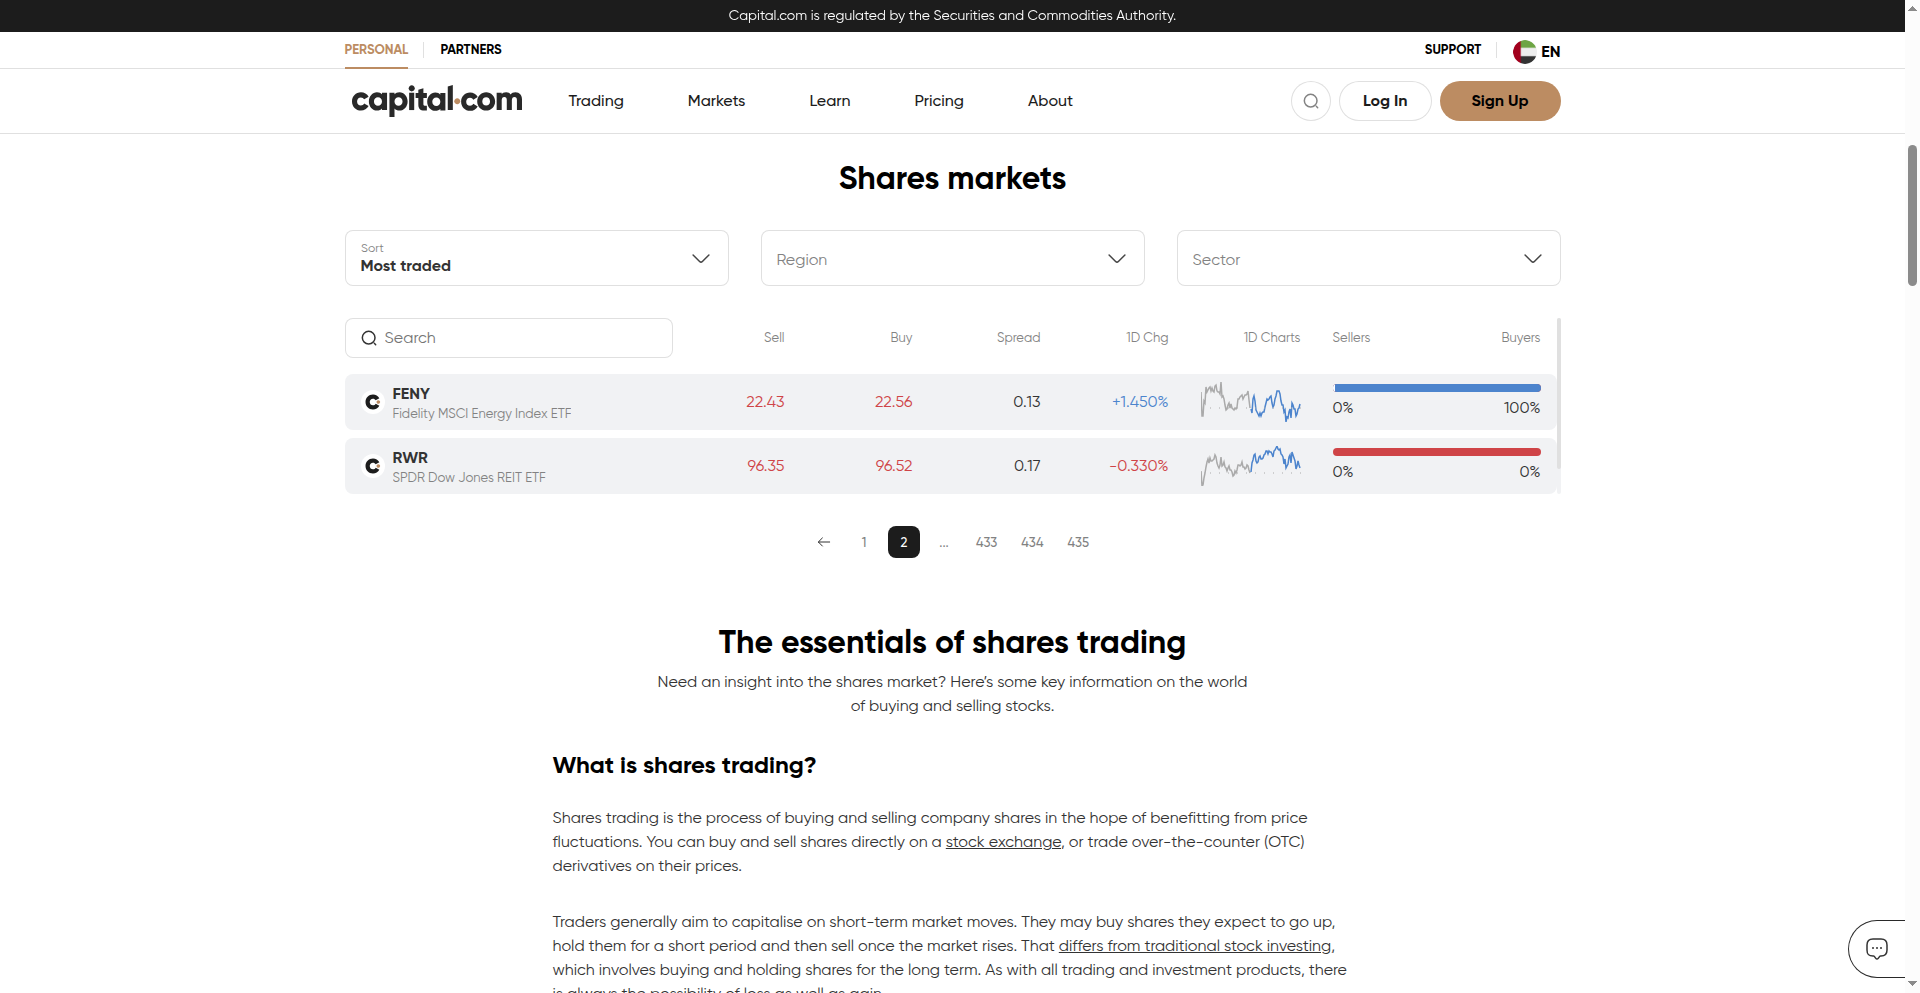 Capital.com is regulated by the Securities and Commodities Authority.
PERSONAL PARTNERS SUPPORT EN
capital.com Trading Markets Learn Pricing About Log In Sign Up
Shares markets
Sort
Most traded
Region
Sector
Search Sell Buy Spread 1D Chg 1D Charts Sellers Buyers
FENY
Fidelity MSCI Energy Index ETF
22.43 22.56 0.13 +1.450% 0% 100%
RWR
SPDR Dow Jones REIT ETF
96.35 96.52 0.17 -0.330% 0% 0%
1 2 ... 433 434 435
The essentials of shares trading
Need an insight into the shares market? Here’s some key information on the world
of buying and selling stocks.
What is shares trading?
Shares trading is the process of buying and selling company shares in the hope of benefitting from price
fluctuations. You can buy and sell shares directly on a stock exchange, or trade over-the-counter (OTC)
derivatives on their prices.
Traders generally aim to capitalise on short-term market moves. They may buy shares they expect to go up,
hold them for a short period and then sell once the market rises. That differs from traditional stock investing,
which involves buying and holding shares for the long term. As with all trading and investment products, there
is always the possibility of loss as well as gain.